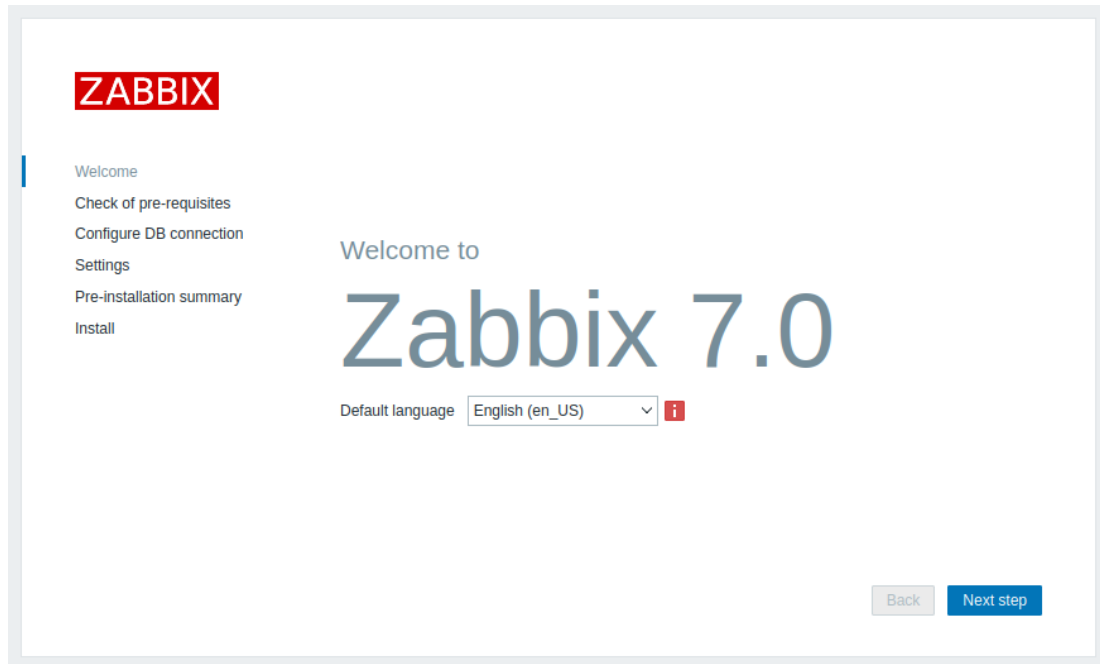 ZABBIX
Welcome
Check of pre-requisites
Configure DB connection
Settings
Pre-installation summary
Install
Welcome to
Zabbix 7.0
Default language English (en_US) i
Back Next step